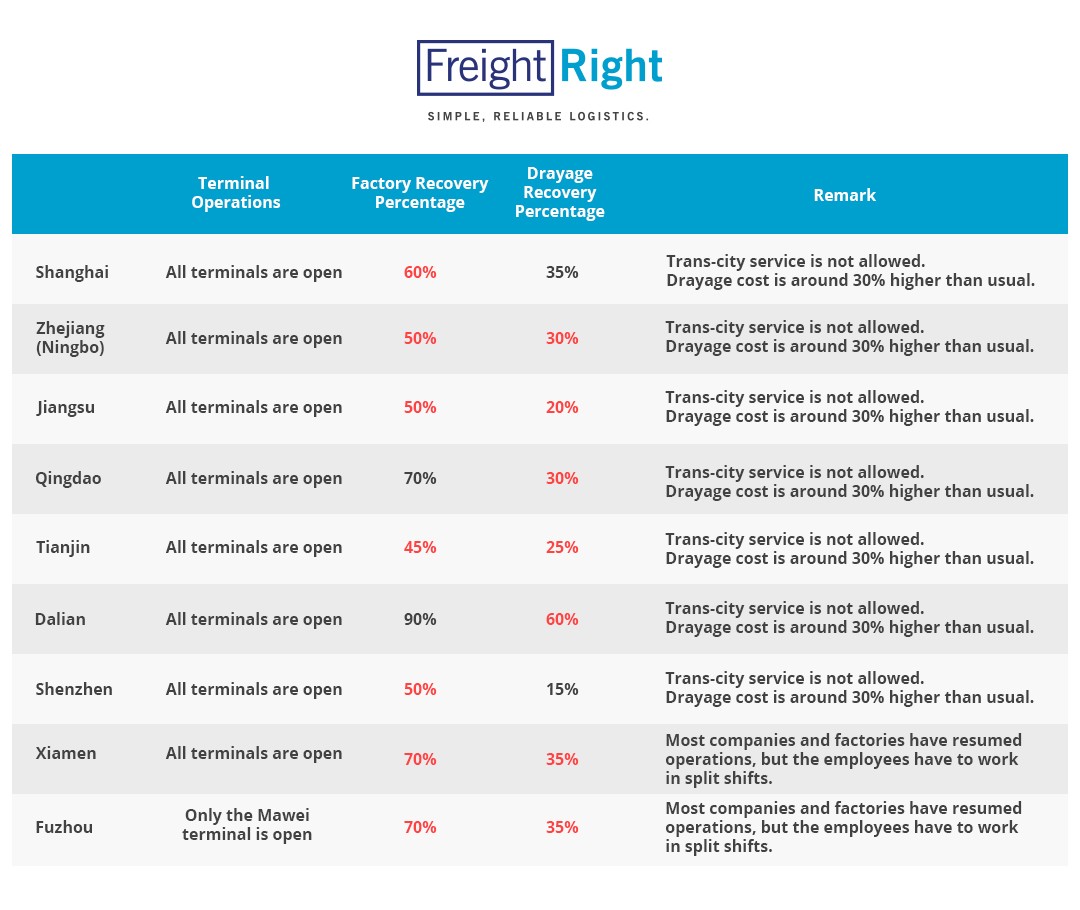 Freight Right
SIMPLE, RELIABLE LOGISTICS.
Terminal
Operations
Factory Recovery
Percentage
Drayage
Recovery
Percentage
Remark
Shanghai
All terminals are open
60%
35%
Trans-city service is not allowed.
Drayage cost is around 30% higher than usual.
Zhejiang
(Ningbo)
All terminals are open
50%
30%
Trans-city service is not allowed.
Drayage cost is around 30% higher than usual.
Jiangsu
All terminals are open
50%
20%
Trans-city service is not allowed.
Drayage cost is around 30% higher than usual.
Qingdao
All terminals are open
70%
30%
Trans-city service is not allowed.
Drayage cost is around 30% higher than usual.
Tianjin
All terminals are open
45%
25%
Trans-city service is not allowed.
Drayage cost is around 30% higher than usual.
Dalian
All terminals are open
90%
60%
Trans-city service is not allowed.
Drayage cost is around 30% higher than usual.
Shenzhen
All terminals are open
50%
15%
Trans-city service is not allowed.
Drayage cost is around 30% higher than usual.
Xiamen
All terminals are open
70%
35%
Most companies and factories have resumed
operations, but the employees have to work
in split shifts.
Fuzhou
Only the Mawei
terminal is open
70%
35%
Most companies and factories have resumed
operations, but the employees have to work
in split shifts.